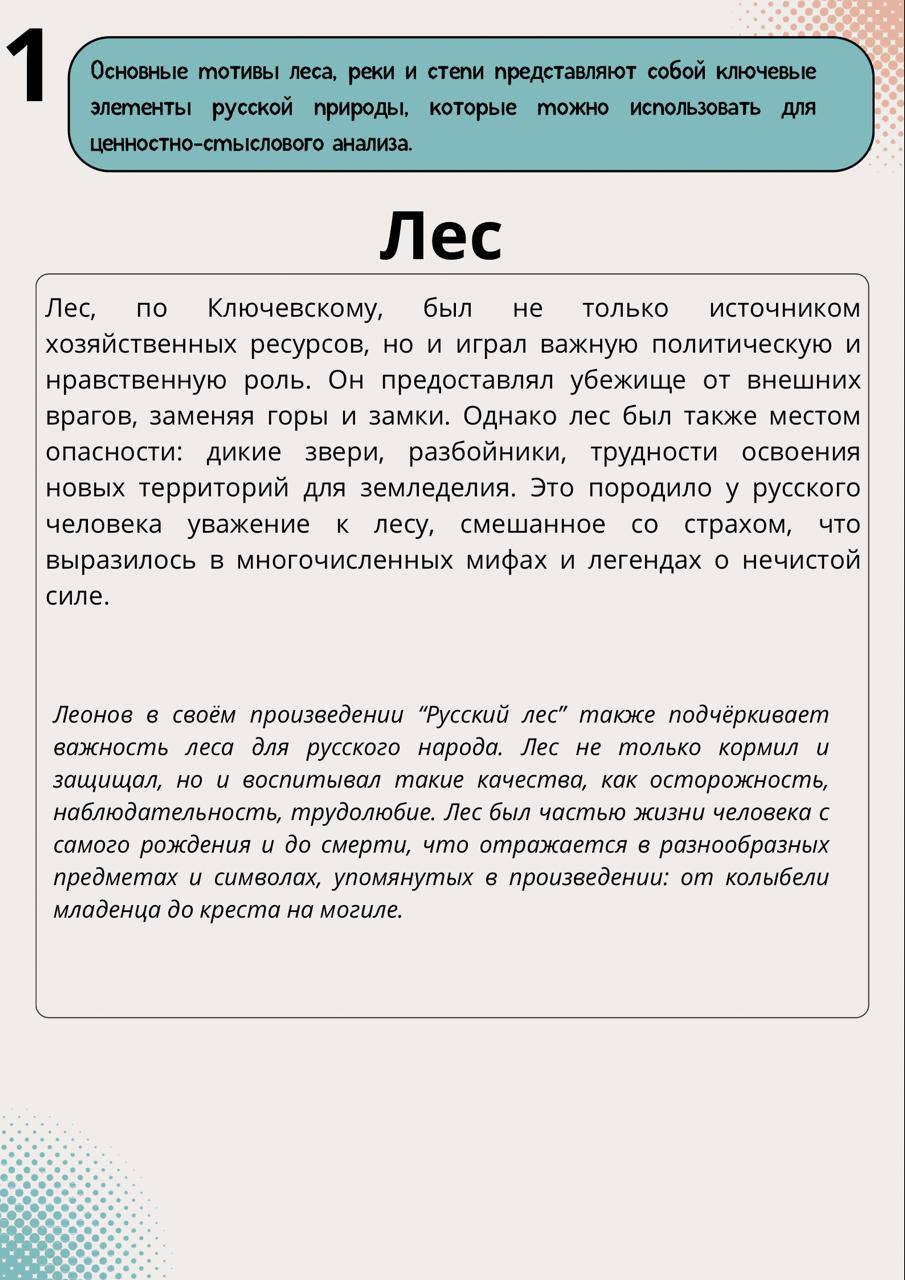 1
Основные мотивы леса, реки и степи представляют собой ключевые
элементы русской природы, которые можно использовать для
ценностно-смыслового анализа.
Лес
Лес, по Ключевскому, был не только источником
хозяйственных ресурсов, но и играл важную политическую и
нравственную роль. Он предоставлял убежище от внешних
врагов, заменяя горы и замки. Однако лес был также местом
опасности: дикие звери, разбойники, трудности освоения
новых территорий для земледелия. Это породило у русского
человека уважение к лесу, смешанное со страхом, что
выразилось в многочисленных мифах и легендах о нечистой
силе.
Леонов в своём произведении “Русский лес” также подчёркивает
важность леса для русского народа. Лес не только кормил и
защищал, но и воспитывал такие качества, как осторожность,
наблюдательность, трудолюбие. Лес был частью жизни человека с
самого рождения и до смерти, что отражается в разнообразных
предметах и символах, упомянутых в произведении: от колыбели
младенца до креста на могиле.